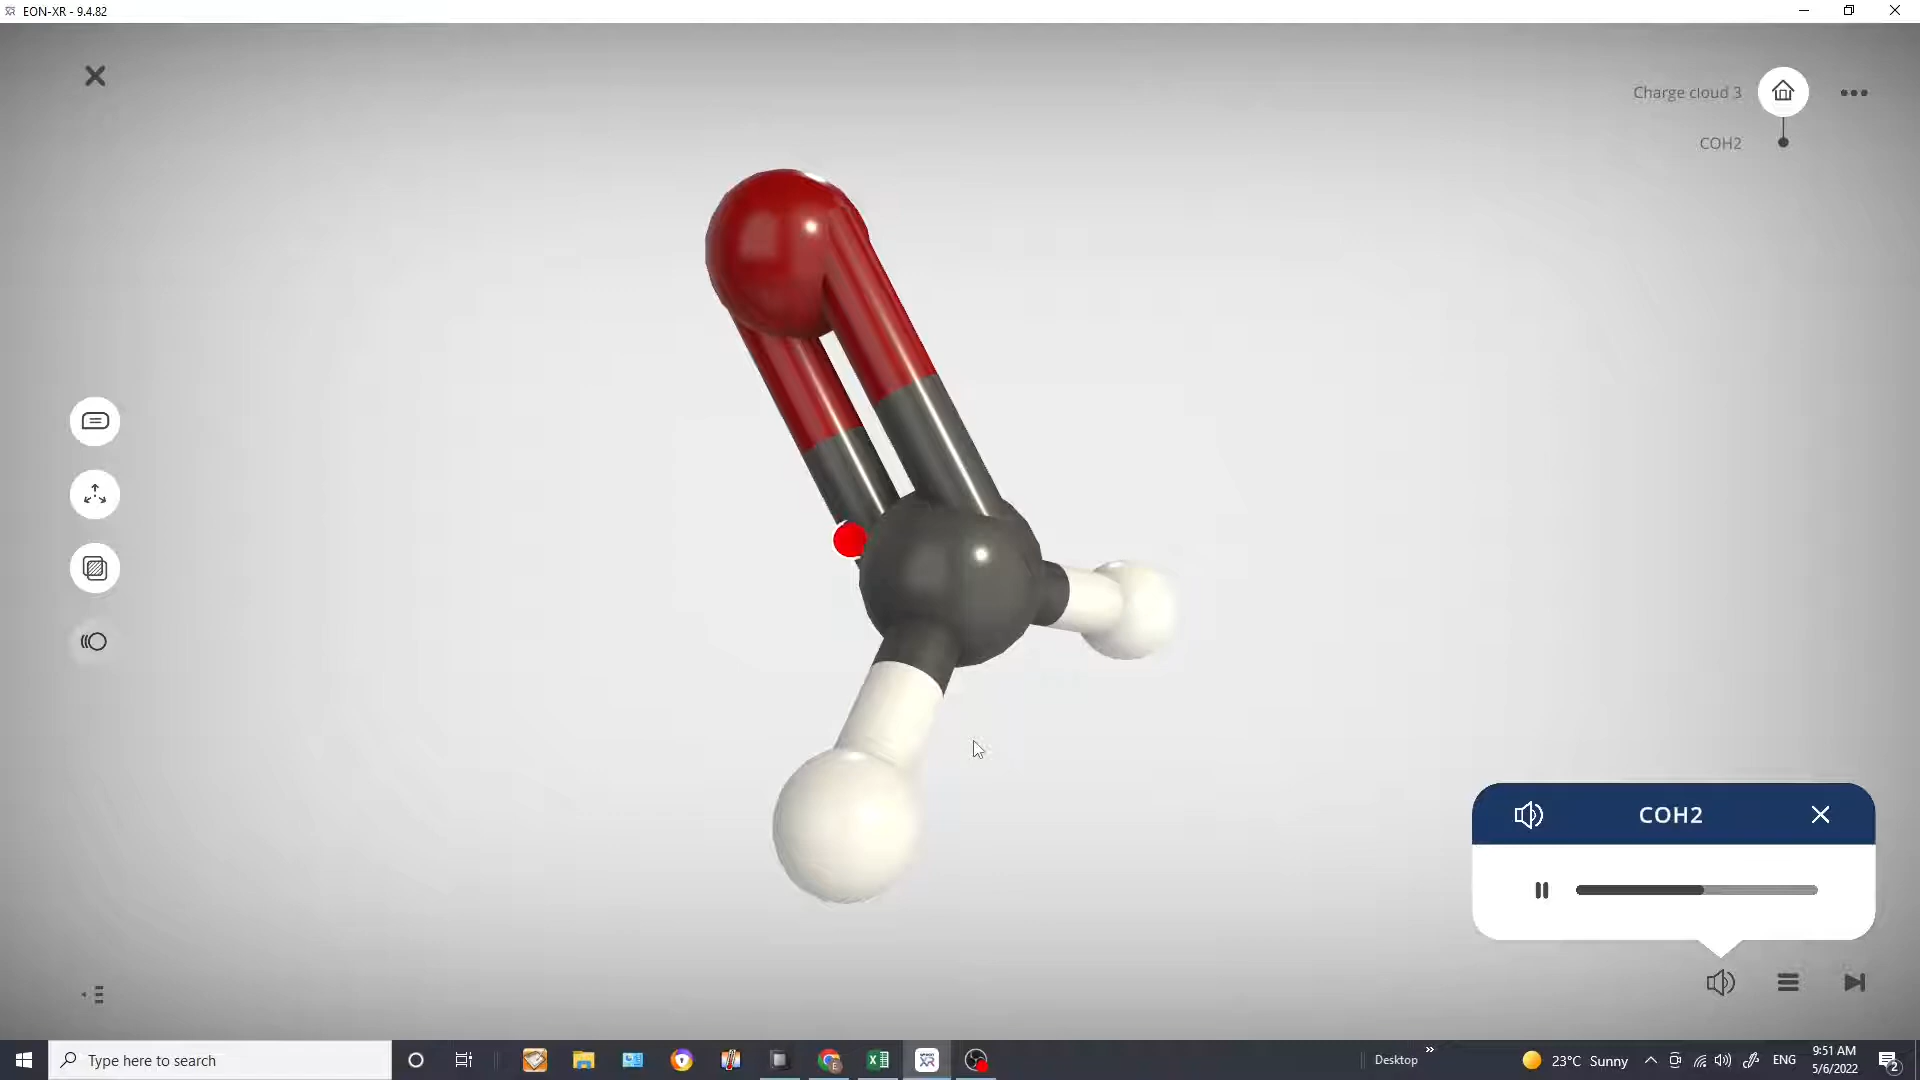 EON-XR - 9.4.82
Charge cloud 3
COH2
COH2
Type here to search
Desktop
23°C Sunny
ENG
9:51 AM
5/6/2022
2